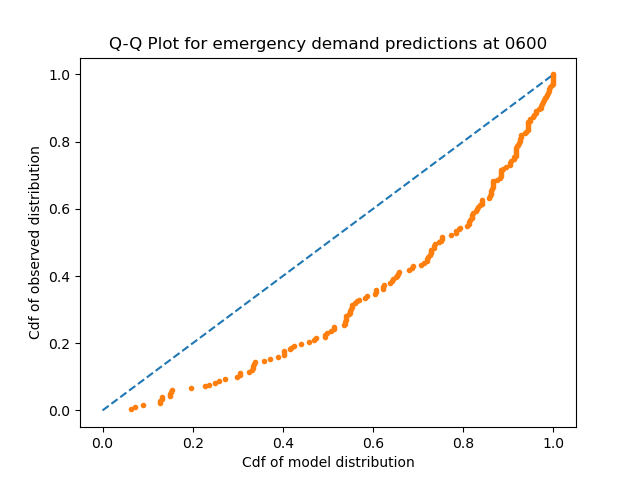 Q-Q Plot for emergency demand predictions at 0600
Cdf of observed distribution
1.0
0.8
0.6
0.4
0.2
0.0
0.0 0.2 0.4 0.6 0.8 1.0
Cdf of model distribution